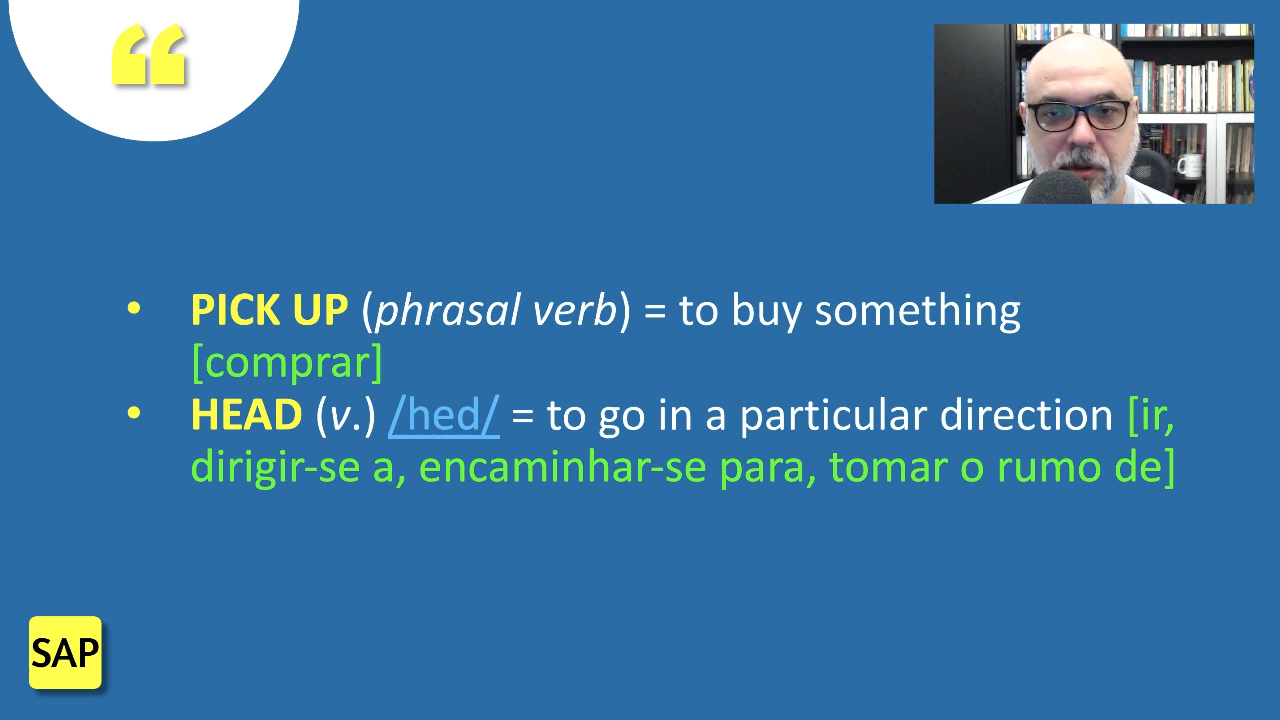 • PICK UP (phrasal verb) = to buy something
[comprar]
• HEAD (v.) /hed/ = to go in a particular direction [ir,
dirigir-se a, encaminhar-se para, tomar o rumo de]
SAP